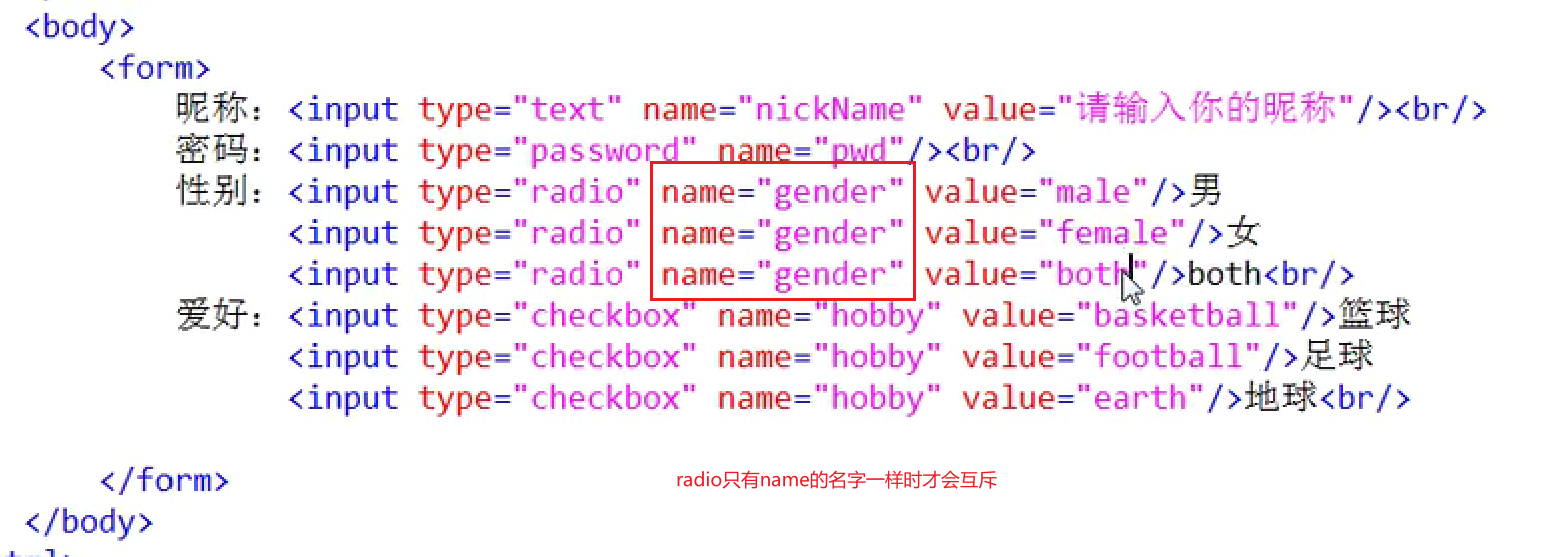 <body>
<form>
昵称：<input type="text" name="nickName" value="请输入你的昵称"/><br/>
密码：<input type="password" name="pwd"/><br/>
性别：<input type="radio" name="gender" value="male"/>男
<input type="radio" name="gender" value="female"/>女
<input type="radio" name="gender" value="both"/>both<br/>
爱好：<input type="checkbox" name="hobby" value="basketball"/>篮球
<input type="checkbox" name="hobby" value="football"/>足球
<input type="checkbox" name="hobby" value="earth"/>地球<br/>
</form>
radio只有name的名字一样时才会互斥
</body>